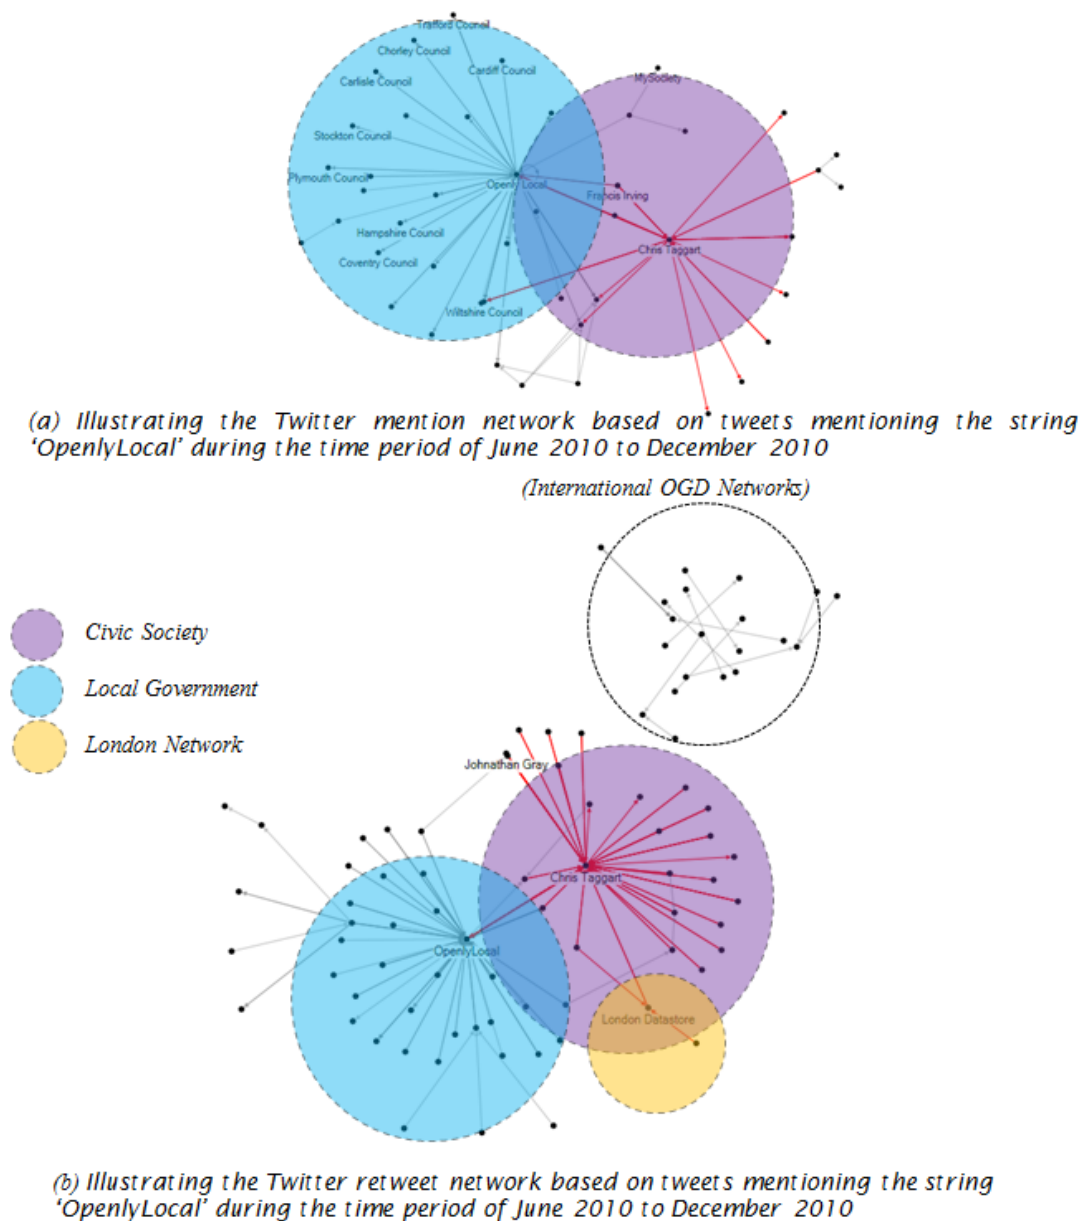 Trafford Council
Chorley Council
Cardiff Council
MySociety
Carlisle Council
Stockton Council
Plymouth Council
Openly Local
Francis Irving
Hampshire Council
Chris Taggart
Coventry Council
Wiltshire Council
(a) Illustrating the Twitter mention network based on tweets mentioning the string
‘OpenlyLocal’ during the time period of June 2010 to December 2010
(International OGD Networks)
Civic Society
Local Government
London Network
Johnathan Gray
Chris Taggart
OpenlyLocal
London Datastore
(b) Illustrating the Twitter retweet network based on tweets mentioning the string
‘OpenlyLocal’ during the time period of June 2010 to December 2010